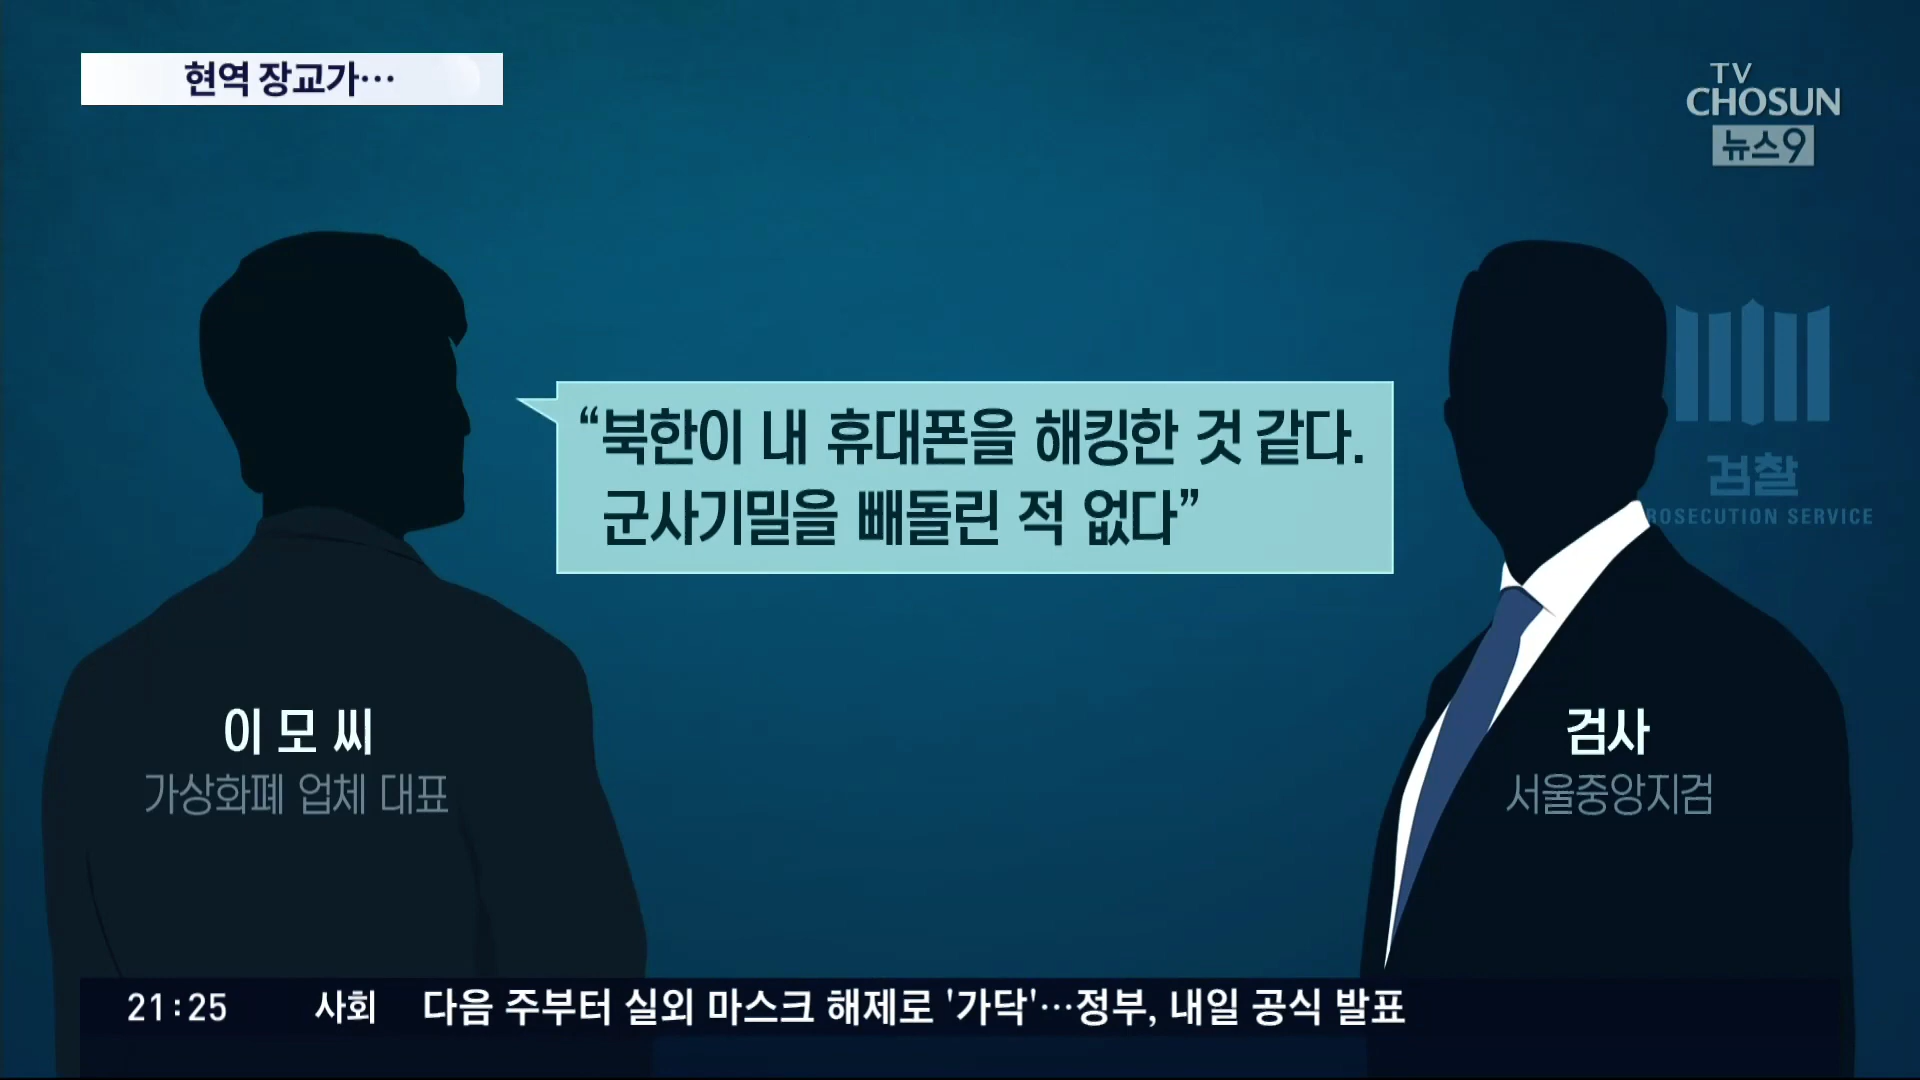 현역 장교가…
TV
CHOSUN
뉴스9
“북한이 내 휴대폰을 해킹한 것 같다.
군사기밀을 빼돌린 적 없다”
검찰
ROSECUTION SERVICE
이 모 씨
가상화폐 업체 대표
검사
서울중앙지검
21:25 사회 다음 주부터 실외 마스크 해제로 '가닥'…정부, 내일 공식 발표